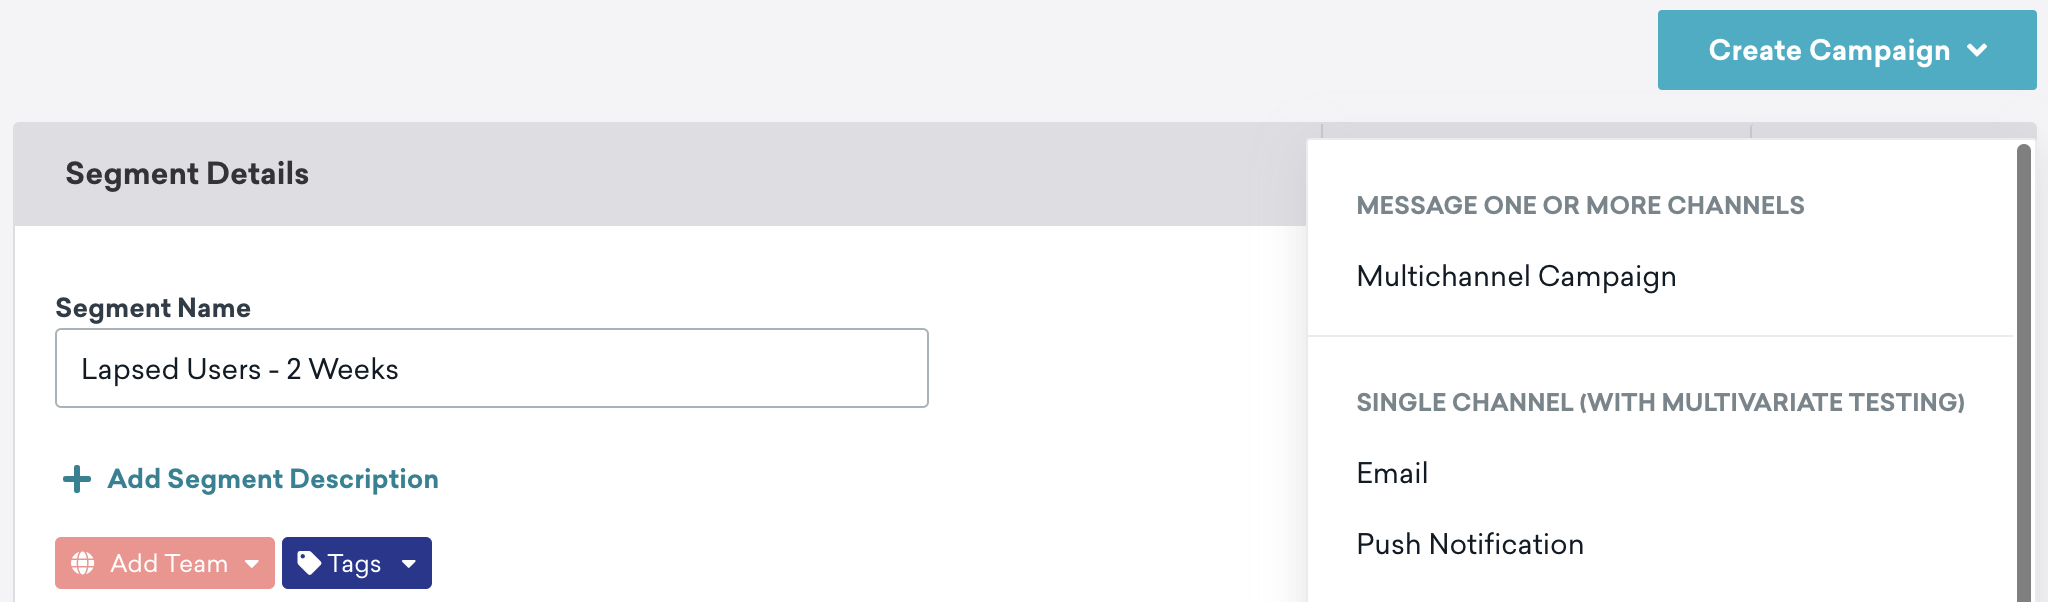 Create Campaign
Segment Details
Segment Name
Lapsed Users - 2 Weeks
Add Segment Description
Add Team
Tags
MESSAGE ONE OR MORE CHANNELS
Multichannel Campaign
SINGLE CHANNEL (WITH MULTIVARIATE TESTING)
Email
Push Notification